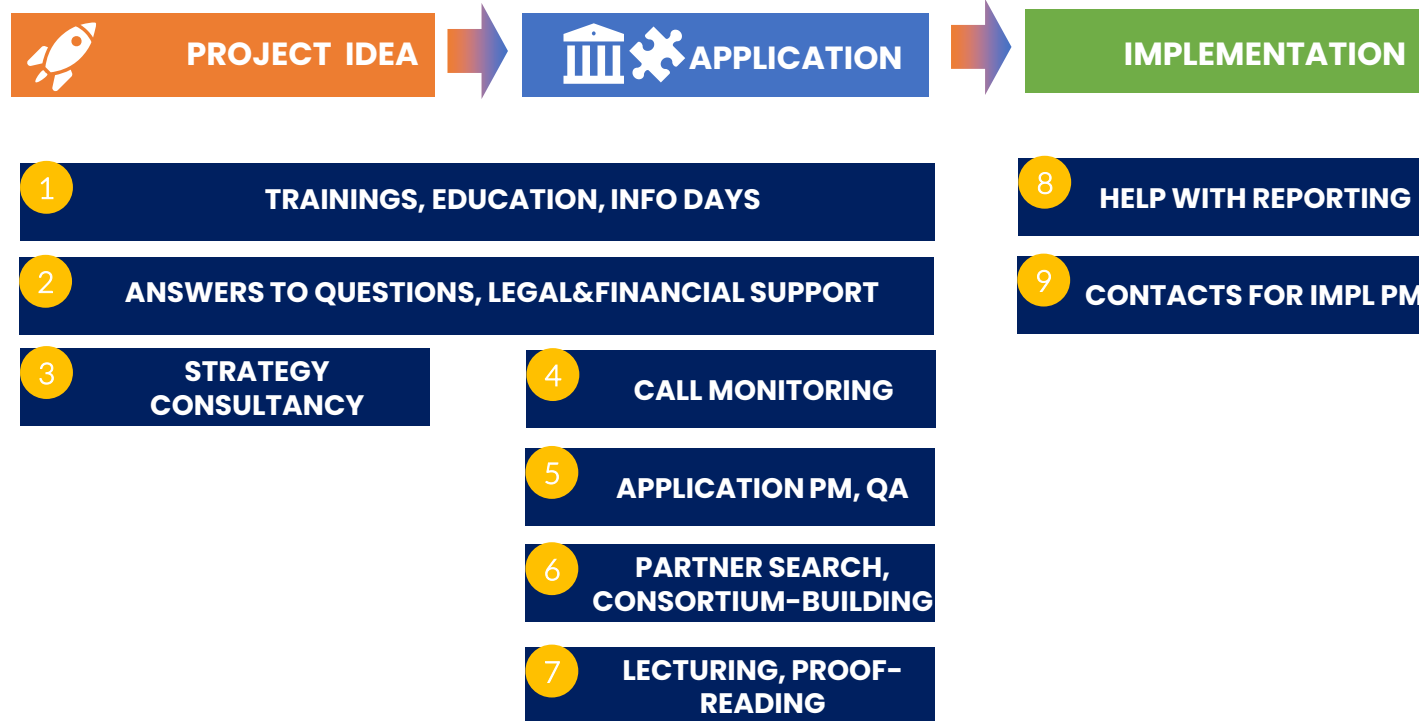 PROJECT IDEA
APPLICATION
IMPLEMENTATION
1
TRAININGS, EDUCATION, INFO DAYS
2
ANSWERS TO QUESTIONS, LEGAL&FINANCIAL SUPPORT
3
STRATEGY
CONSULTANCY
4
CALL MONITORING
5
APPLICATION PM, QA
6
PARTNER SEARCH,
CONSORTIUM-BUILDING
7
LECTURING, PROOF-
READING
8
HELP WITH REPORTING
9
CONTACTS FOR IMPL PM